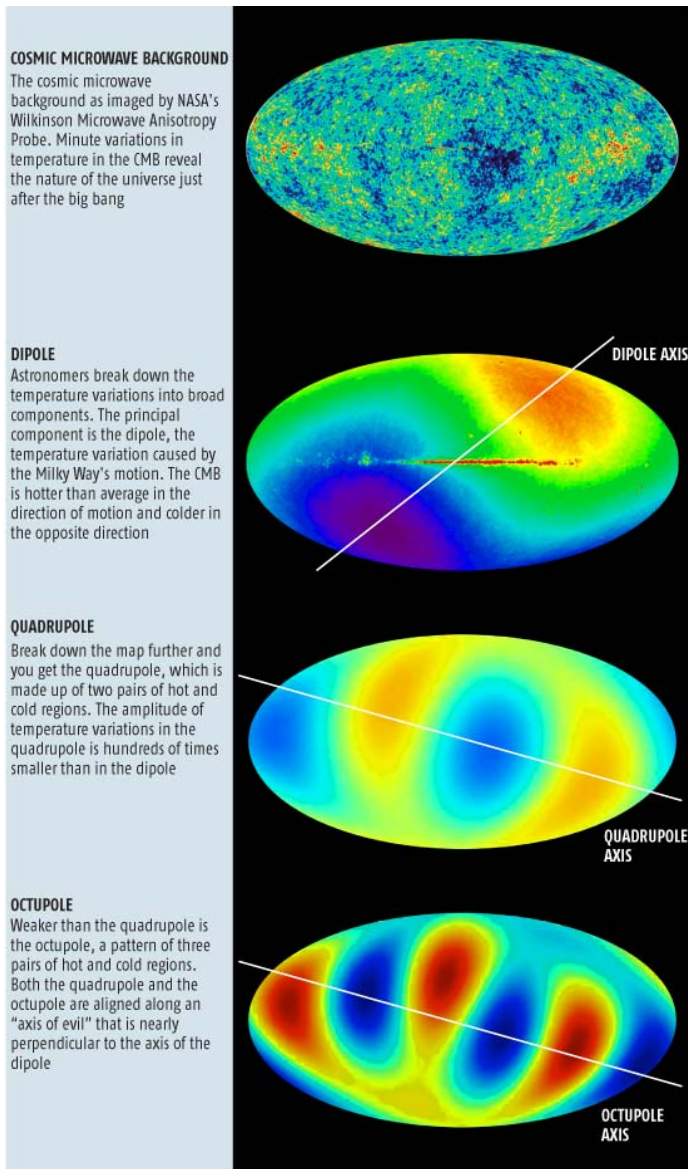 COSMIC MICROWAVE BACKGROUND
The cosmic microwave
background as imaged by NASA's
Wilkinson Microwave Anisotropy
Probe. Minute variations in
temperature in the CMB reveal
the nature of the universe just
after the big bang
DIPOLE
Astronomers break down the
temperature variations into broad
components. The principal
component is the dipole, the
temperature variation caused by
the Milky Way's motion. The CMB
is hotter than average in the
direction of motion and colder in
the opposite direction
DIPOLE AXIS
QUADRUPOLE
Break down the map further and
you get the quadrupole, which is
made up of two pairs of hot and
cold regions. The amplitude of
temperature variations in the
quadrupole is hundreds of times
smaller than in the dipole
QUADRUPOLE
AXIS
OCTUPOLE
Weaker than the quadrupole is
the octupole, a pattern of three
pairs of hot and cold regions.
Both the quadrupole and the
octupole are aligned along an
"axis of evil" that is nearly
perpendicular to the axis of the
dipole
OCTUPOLE
AXIS